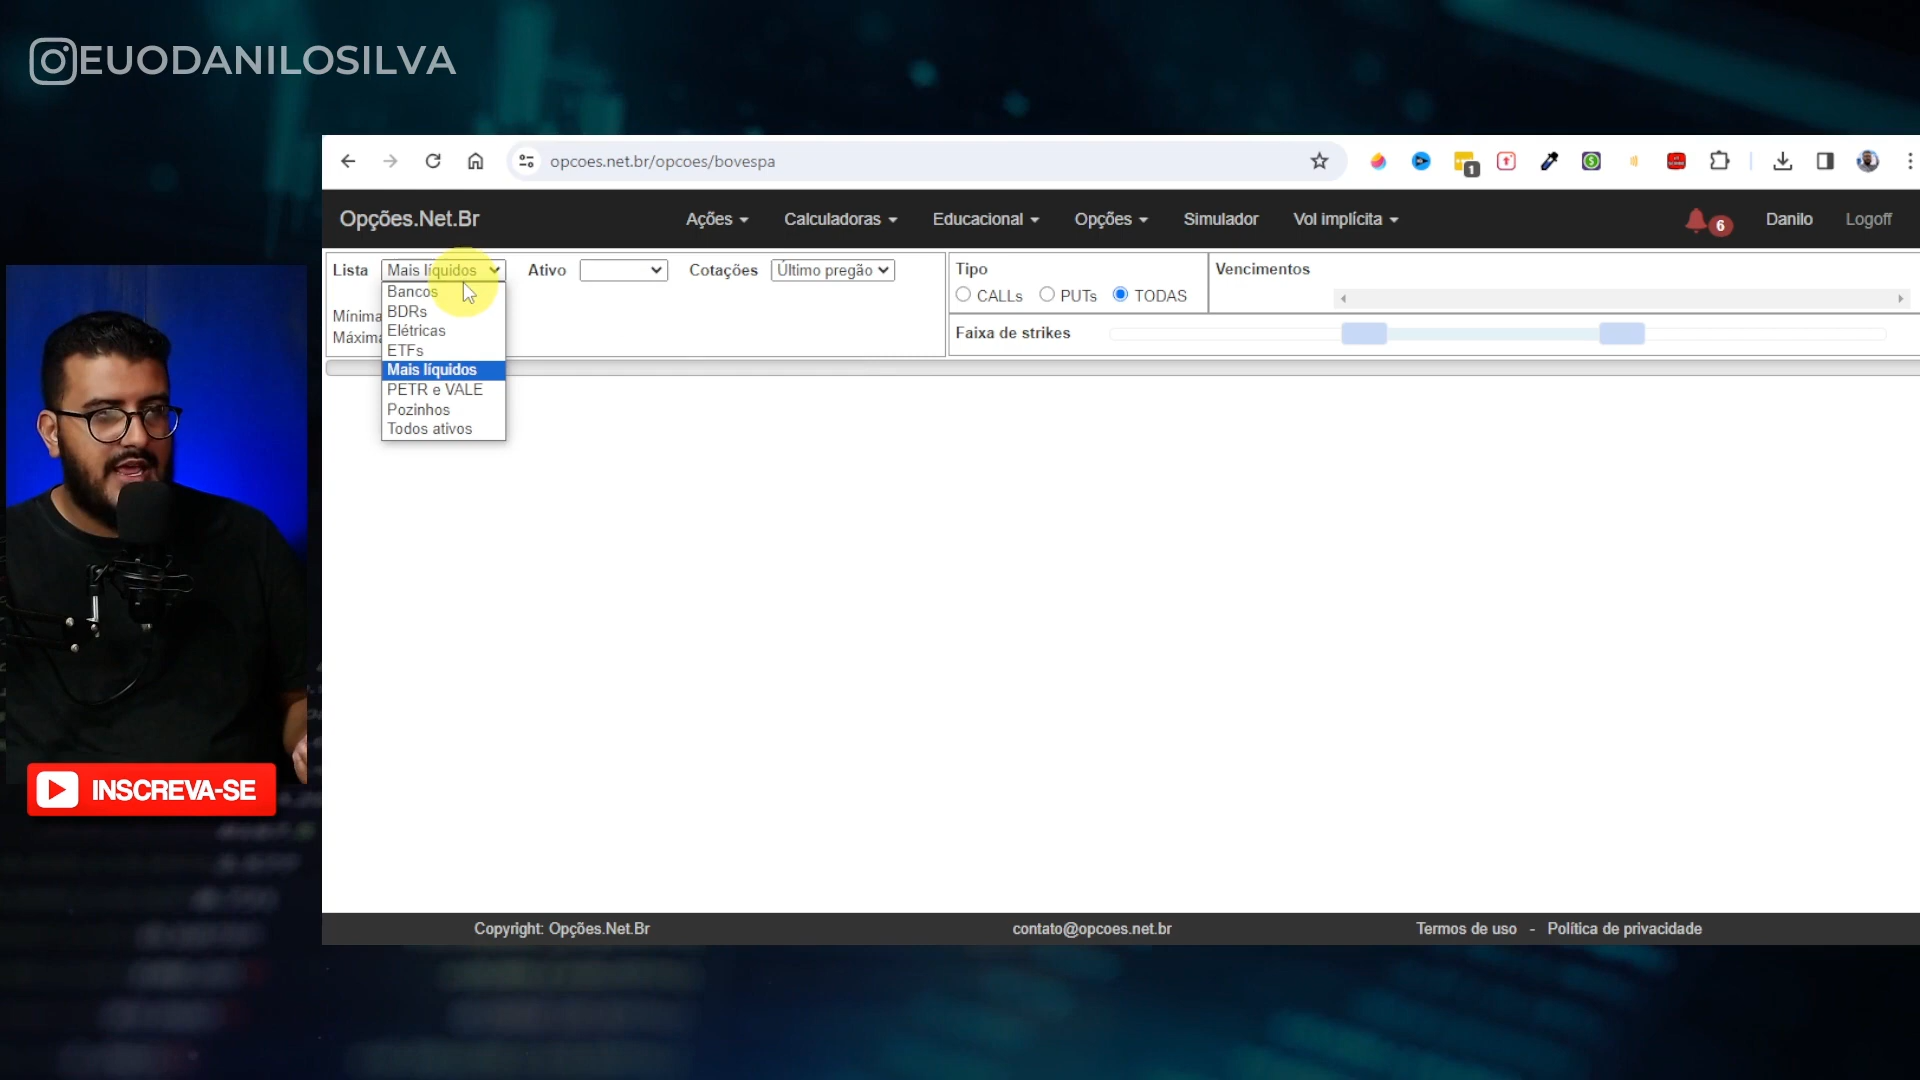 EUODANILOSILVA
opcoes.net.br/opcoes/bovespa
1
Opções.Net.Br Ações Calculadoras Educacional Opções Simulador Vol implícita 6 Danilo Logoff
Lista Mais líquidos Ativo Cotações Último pregão
Bancos
BDRs
Elétricas
ETFs
Mais líquidos
PETR e VALE
Pozinhos
Todos ativos
Tipo
CALLs PUTs TODAS
Vencimentos
Faixa de strikes
INSCREVA-SE
Copyright: Opções.Net.Br contato@opcoes.net.br Termos de uso - Política de privacidade